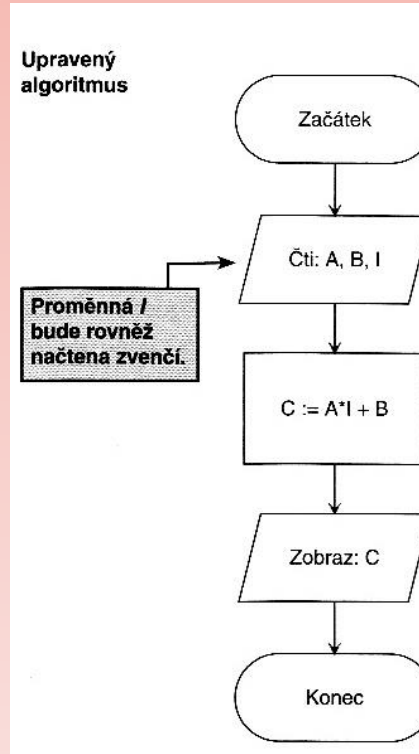 Upravený
algoritmus
Začátek
Čti: A, B, I
Proměnná I
bude rovněž
načtena zvenčí.
C := A*I + B
Zobraz: C
Konec